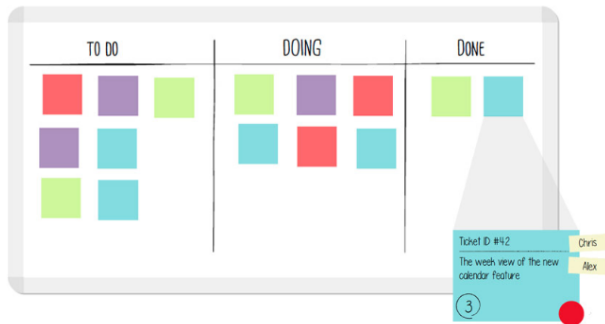 TO DO
DOING
DONE
Ticket ID #42
Chris
The week view of the new
calendar feature
Alex
3